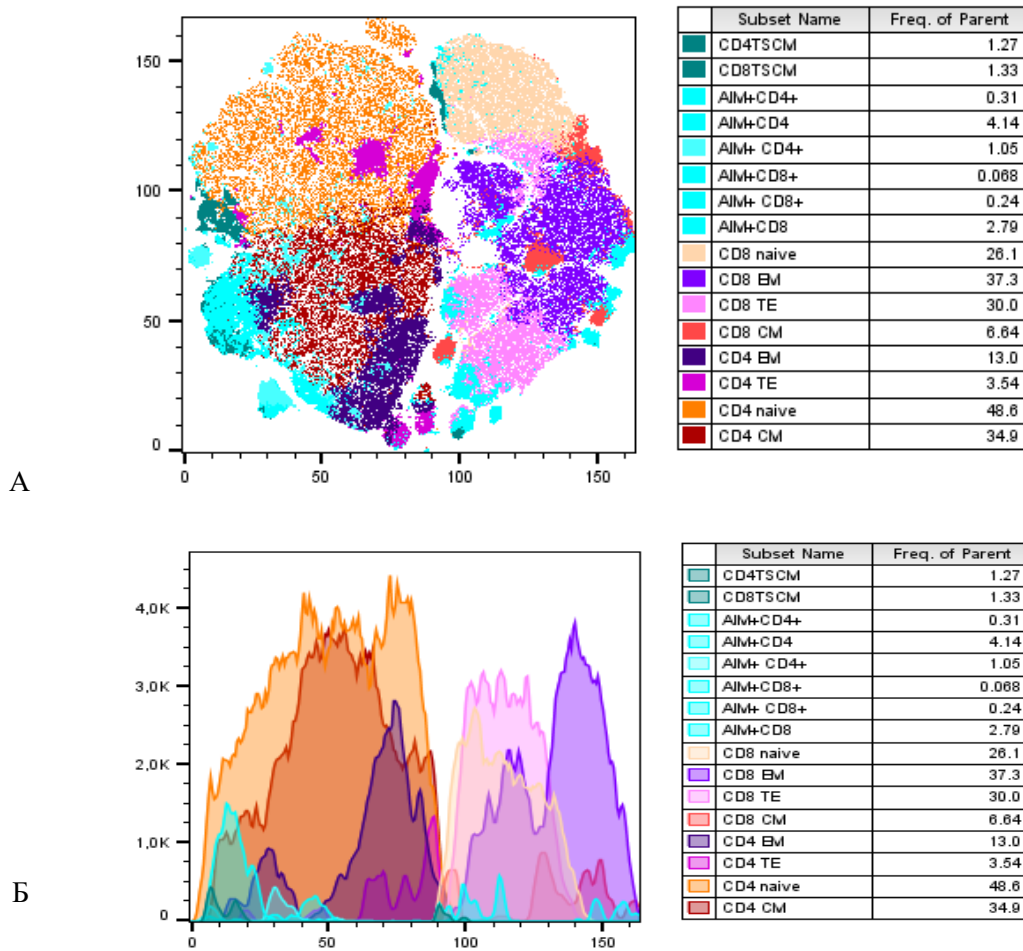 Subset Name Freq. of Parent
CD4TSCM 1.27
CD8TSCM 1.33
AIM+CD4+ 0.31
AIM+CD4 4.14
AIM+ CD4+ 1.05
AIM+CD8+ 0.068
AIM+ CD8+ 0.24
AIM+CD8 2.79
CD8 naive 26.1
CD8 EM 37.3
CD8 TE 30.0
CD8 CM 6.64
CD4 EM 13.0
CD4 TE 3.54
CD4 naive 48.6
CD4 CM 34.9
150
100
50
0
0 50 100 150
А
Subset Name Freq. of Parent
CD4TSCM 1.27
CD8TSCM 1.33
AIM+CD4+ 0.31
AIM+CD4 4.14
AIM+ CD4+ 1.05
AIM+CD8+ 0.068
AIM+ CD8+ 0.24
AIM+CD8 2.79
CD8 naive 26.1
CD8 EM 37.3
CD8 TE 30.0
CD8 CM 6.64
CD4 EM 13.0
CD4 TE 3.54
CD4 naive 48.6
CD4 CM 34.9
4,0K
3,0K
2,0K
1,0K
0
0 50 100 150
Б